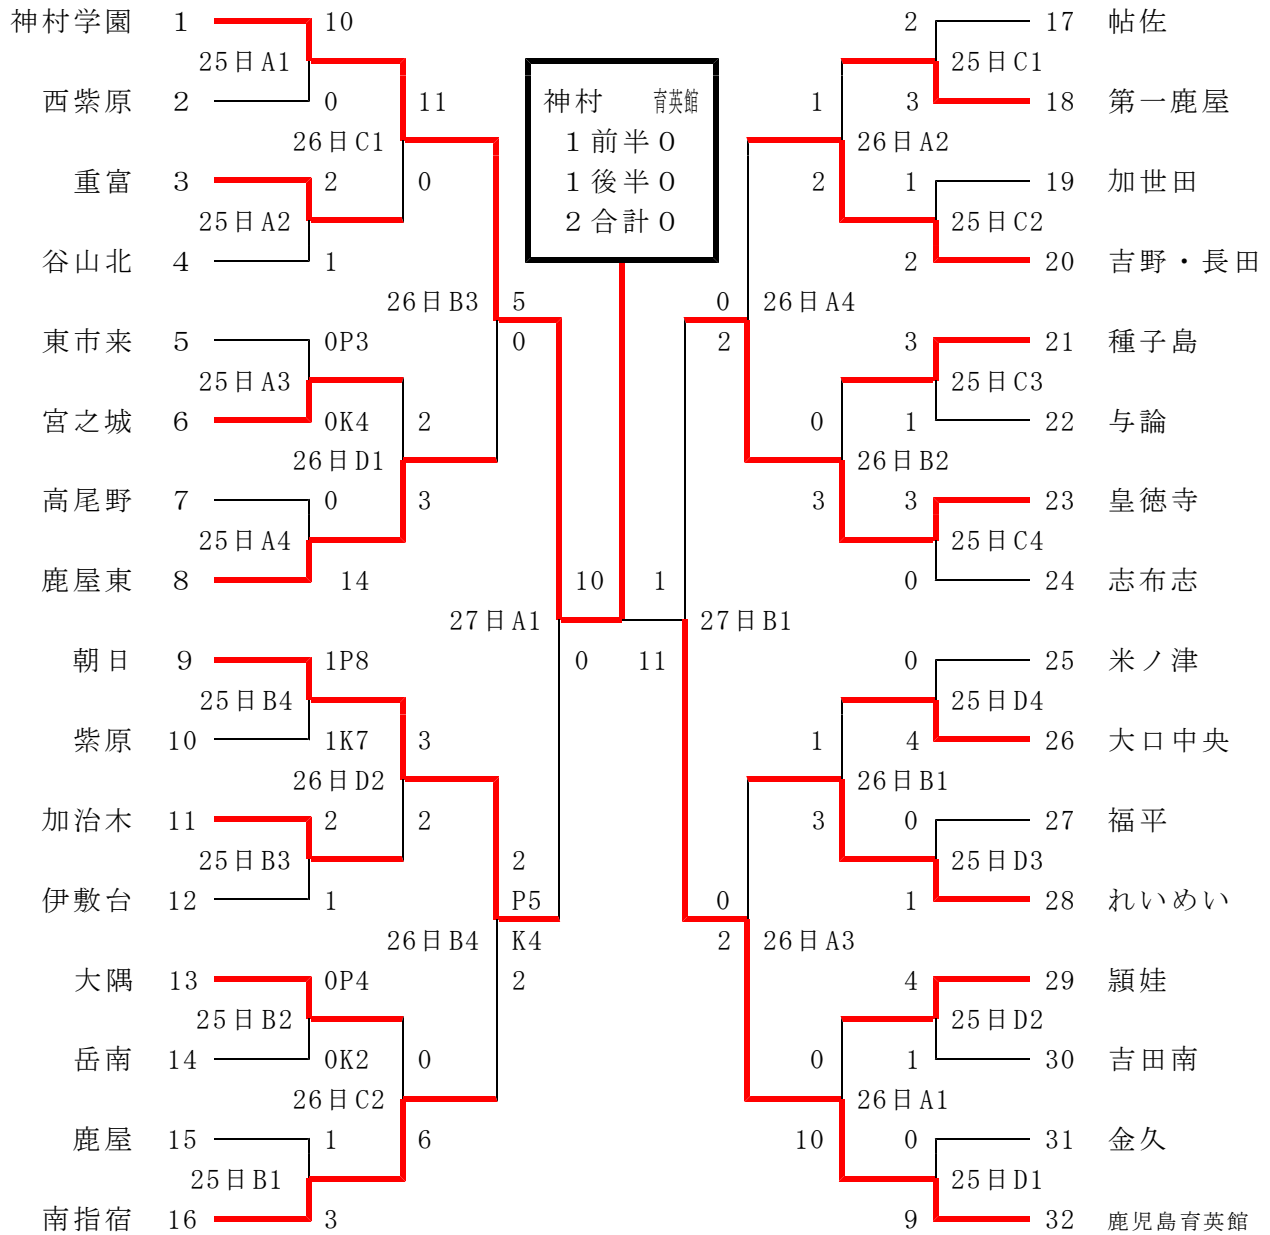 神村学園 1 10
25日A1
西紫原 2 0
11
26日C1
重富 3 2
0
25日A2
谷山北 4 1
26日B3 5
東市来 5 0P3
0
25日A3
宮之城 6 0K4
2
26日D1
高尾野 7 0
3
25日A4
鹿屋東 8 14
10
27日A1
朝日 9 1P8
0
25日B4
紫原 10 1K7
3
26日D2
加治木 11 2
2
25日B3
2
伊敷台 12 1
P5
26日B4 K4
大隅 13 0P4
2
25日B2
岳南 14 0K2
0
26日C2
鹿屋 15 1
6
25日B1
南指宿 16 3
神村 育英館
1前半0
1後半0
2合計0
2 17 帖佐
25日C1
1
3 18 第一鹿屋
26日A2
2
1 19 加世田
25日C2
2 20 吉野・長田
0 26日A4
2
3 21 種子島
25日C3
0
1 22 与論
26日B2
3
3 23 皇徳寺
25日C4
0 24 志布志
1
27日B1
11
0 25 米ノ津
25日D4
1
4 26 大口中央
26日B1
3
0 27 福平
25日D3
0
1 28 れいめい
2 26日A3
4 29 頴娃
25日D2
0
1 30 吉田南
26日A1
10
0 31 金久
25日D1
9 32 鹿児島育英館